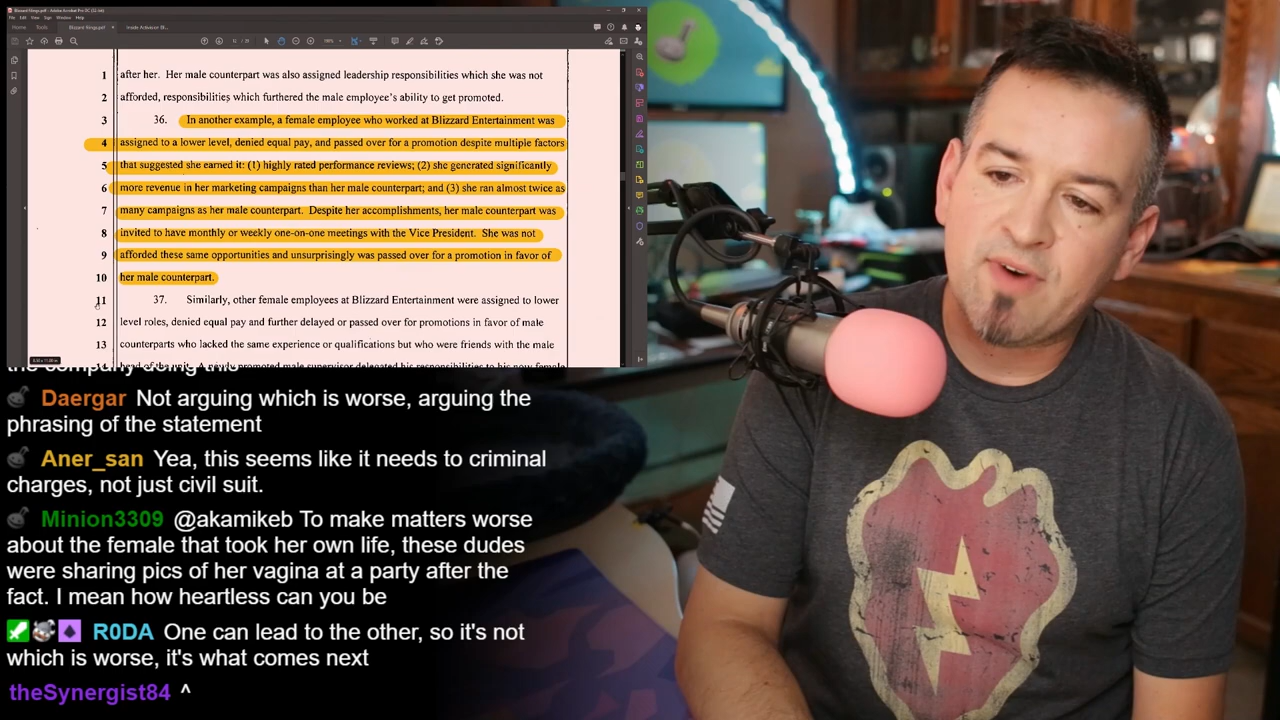 after her. Her male counterpart was also assigned leadership responsibilities which she was not
afforded, responsibilities which furthered the male employee's ability to get promoted.
36. In another example, a female employee who worked at Blizzard Entertainment was
assigned to a lower level, denied equal pay, and passed over for a promotion despite multiple factors
that suggested she earned it: (1) highly rated performance reviews; (2) she generated significantly
more revenue in her marketing campaigns than her male counterpart; and (3) she ran almost twice as
many campaigns as her male counterpart. Despite her accomplishments, her male counterpart was
invited to have monthly or weekly one-on-one meetings with the Vice President. She was not
afforded these same opportunities and unsurprisingly was passed over for a promotion in favor of
her male counterpart.
37. Similarly, other female employees at Blizzard Entertainment were assigned to lower
level roles, denied equal pay and further delayed or passed over for promotions in favor of male
counterparts who lacked the same experience or qualifications but who were friends with the male
1
2
3
4
5
6
7
8
9
10
11
12
13
Daergar Not arguing which is worse, arguing the
phrasing of the statement
Aner_san Yea, this seems like it needs to criminal
charges, not just civil suit.
Minion3309 @akamikeb To make matters worse
about the female that took her own life, these dudes
were sharing pics of her vagina at a party after the
fact. I mean how heartless can you be
R0DA One can lead to the other, so it's not
which is worse, it's what comes next
theSynergist84 ^